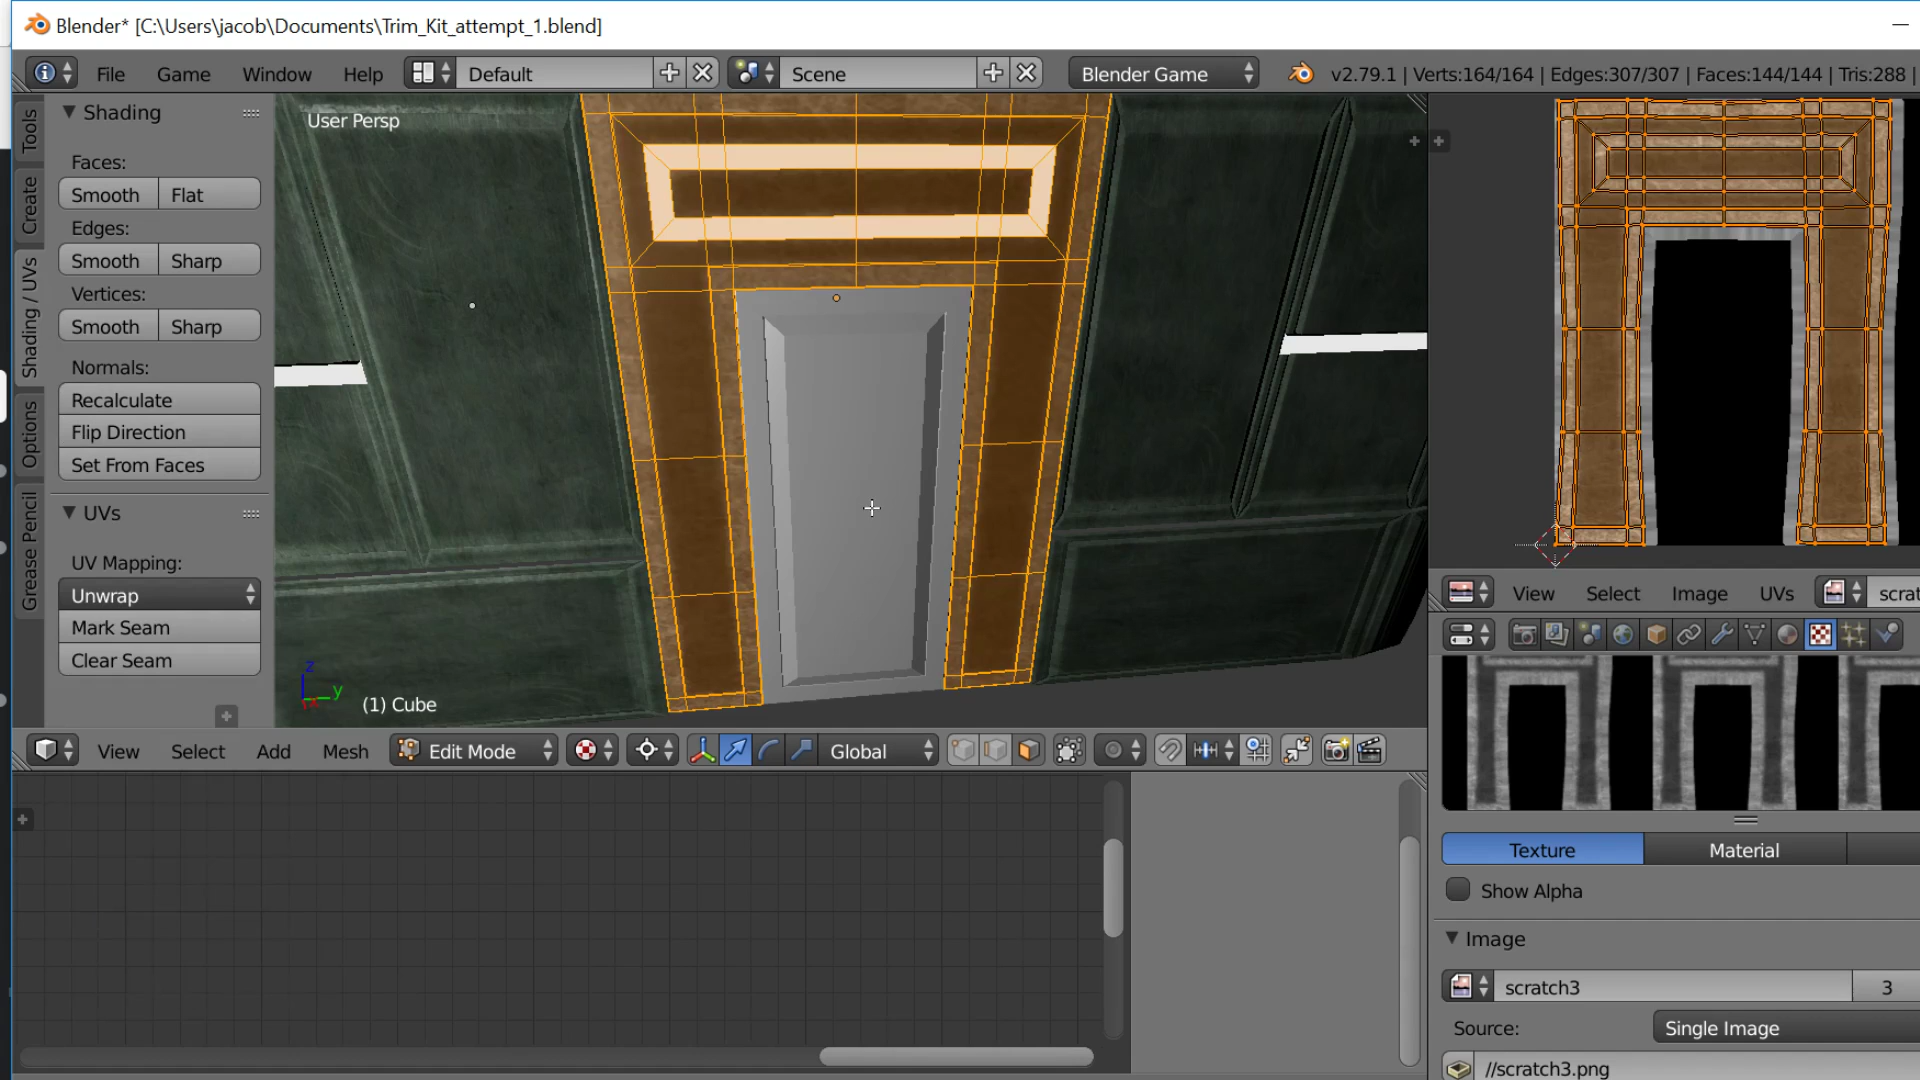 Blender* [C:\Users\jacob\Documents\Trim_Kit_attempt_1.blend]
File Game Window Help Default Scene Blender Game v2.79.1 | Verts:164/164 | Edges:307/307 | Faces:144/144 | Tris:288 |
Tools
Create
Shading / UVs
Options
Grease Pencil
Shading
Faces:
Smooth Flat
Edges:
Smooth Sharp
Vertices:
Smooth Sharp
Normals:
Recalculate
Flip Direction
Set From Faces
UVs
UV Mapping:
Unwrap
Mark Seam
Clear Seam
User Persp
z
y
x
(1) Cube
View Select Add Mesh Edit Mode Global
View Select Image UVs scrat
Texture Material
Show Alpha
Image
scratch3 3
Source: Single Image
//scratch3.png